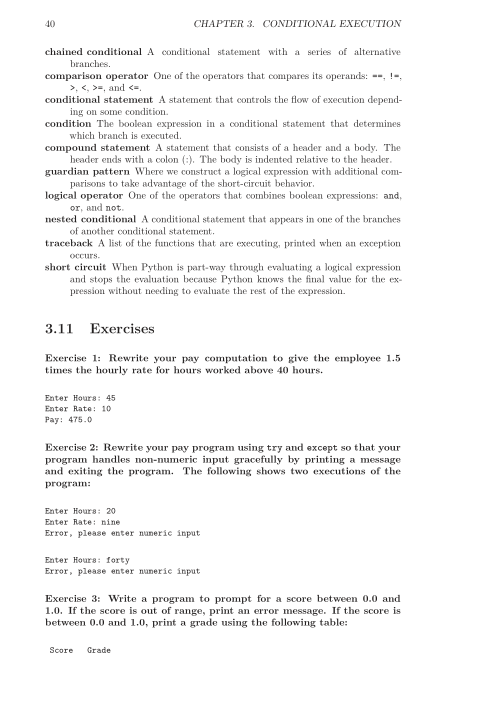 40 CHAPTER 3. CONDITIONAL EXECUTION
chained conditional A conditional statement with a series of alternative
branches.
comparison operator One of the operators that compares its operands: ==, !=,
>, <, >=, and <=.
conditional statement A statement that controls the flow of execution depend-
ing on some condition.
condition The boolean expression in a conditional statement that determines
which branch is executed.
compound statement A statement that consists of a header and a body. The
header ends with a colon (:). The body is indented relative to the header.
guardian pattern Where we construct a logical expression with additional com-
parisons to take advantage of the short-circuit behavior.
logical operator One of the operators that combines boolean expressions: and,
or, and not.
nested conditional A conditional statement that appears in one of the branches
of another conditional statement.
traceback A list of the functions that are executing, printed when an exception
occurs.
short circuit When Python is part-way through evaluating a logical expression
and stops the evaluation because Python knows the final value for the ex-
pression without needing to evaluate the rest of the expression.
3.11 Exercises
Exercise 1: Rewrite your pay computation to give the employee 1.5
times the hourly rate for hours worked above 40 hours.
Enter Hours: 45
Enter Rate: 10
Pay: 475.0
Exercise 2: Rewrite your pay program using try and except so that your
program handles non-numeric input gracefully by printing a message
and exiting the program. The following shows two executions of the
program:
Enter Hours: 20
Enter Rate: nine
Error, please enter numeric input
Enter Hours: forty
Error, please enter numeric input
Exercise 3: Write a program to prompt for a score between 0.0 and
1.0. If the score is out of range, print an error message. If the score is
between 0.0 and 1.0, print a grade using the following table:
Score Grade